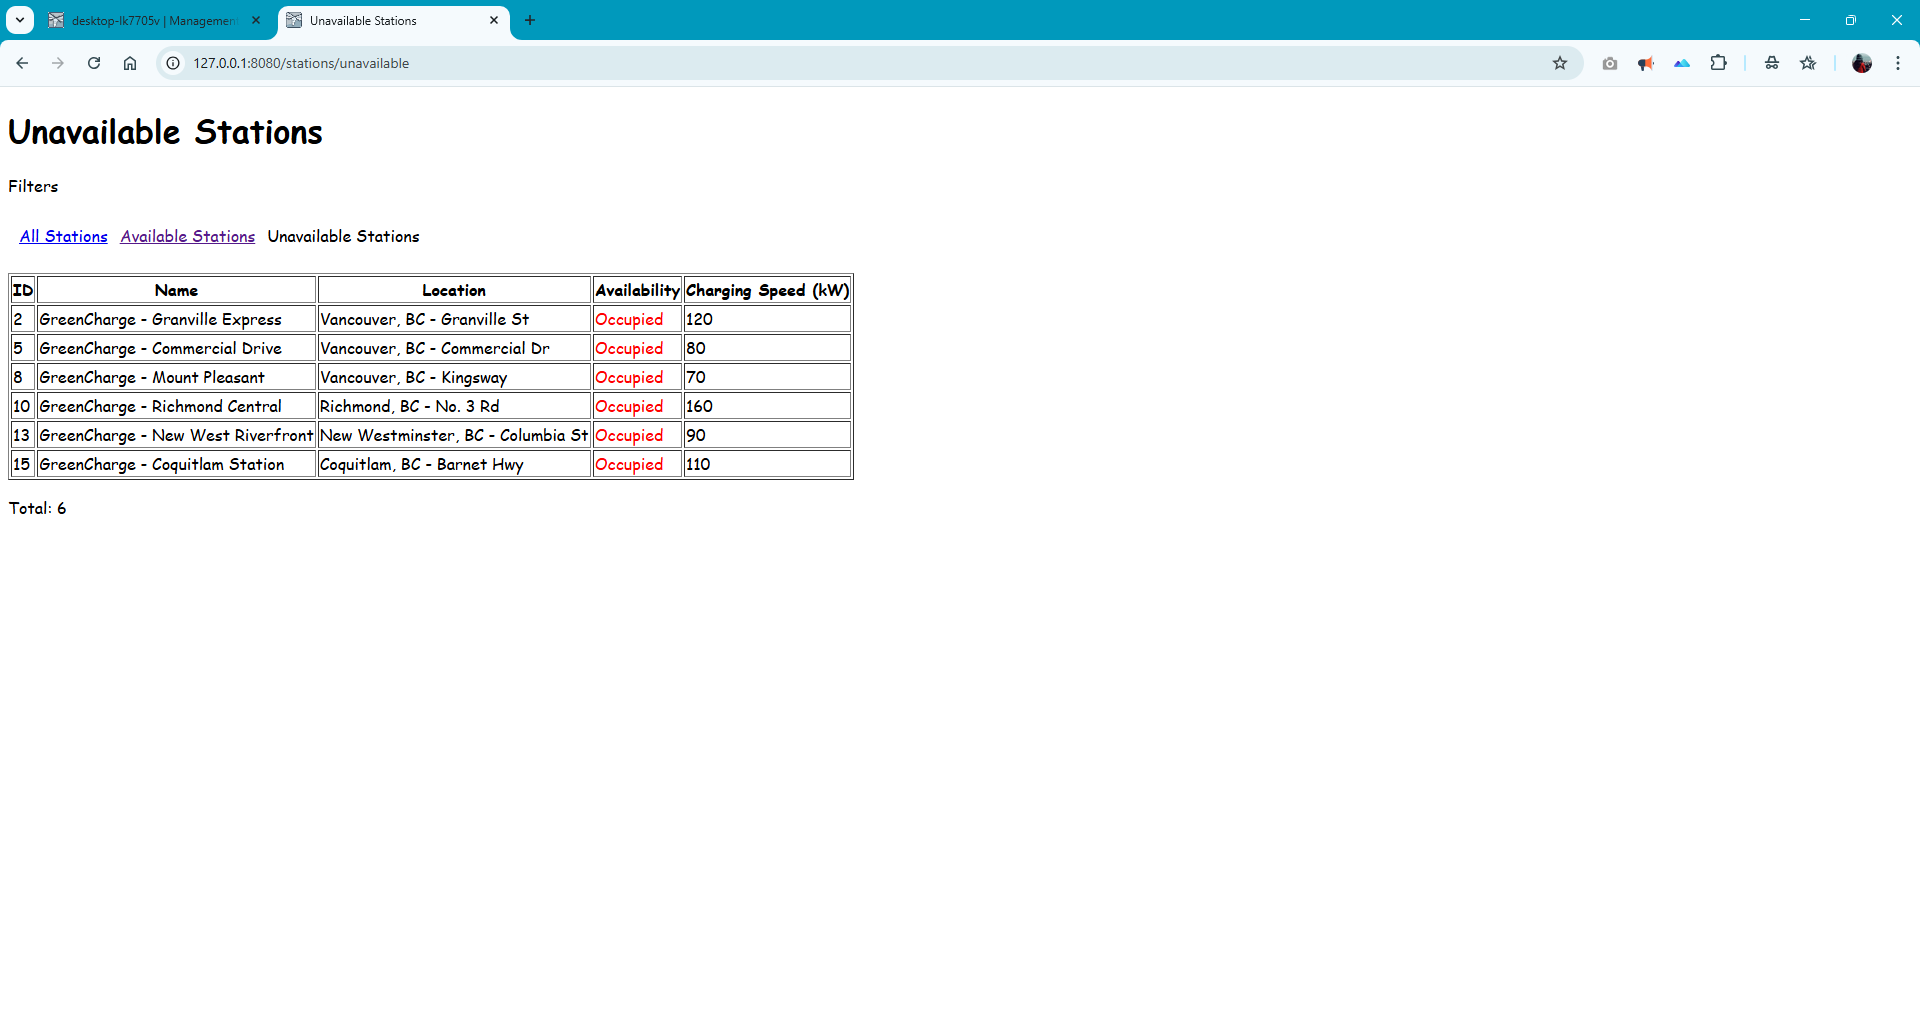 desktop-lk7705v | Management
Unavailable Stations
127.0.0.1:8080/stations/unavailable
Unavailable Stations
Filters
All Stations Available Stations Unavailable Stations
ID Name Location Availability Charging Speed (kW)
2 GreenCharge - Granville Express Vancouver, BC - Granville St Occupied 120
5 GreenCharge - Commercial Drive Vancouver, BC - Commercial Dr Occupied 80
8 GreenCharge - Mount Pleasant Vancouver, BC - Kingsway Occupied 70
10 GreenCharge - Richmond Central Richmond, BC - No. 3 Rd Occupied 160
13 GreenCharge - New West Riverfront New Westminster, BC - Columbia St Occupied 90
15 GreenCharge - Coquitlam Station Coquitlam, BC - Barnet Hwy Occupied 110
Total: 6